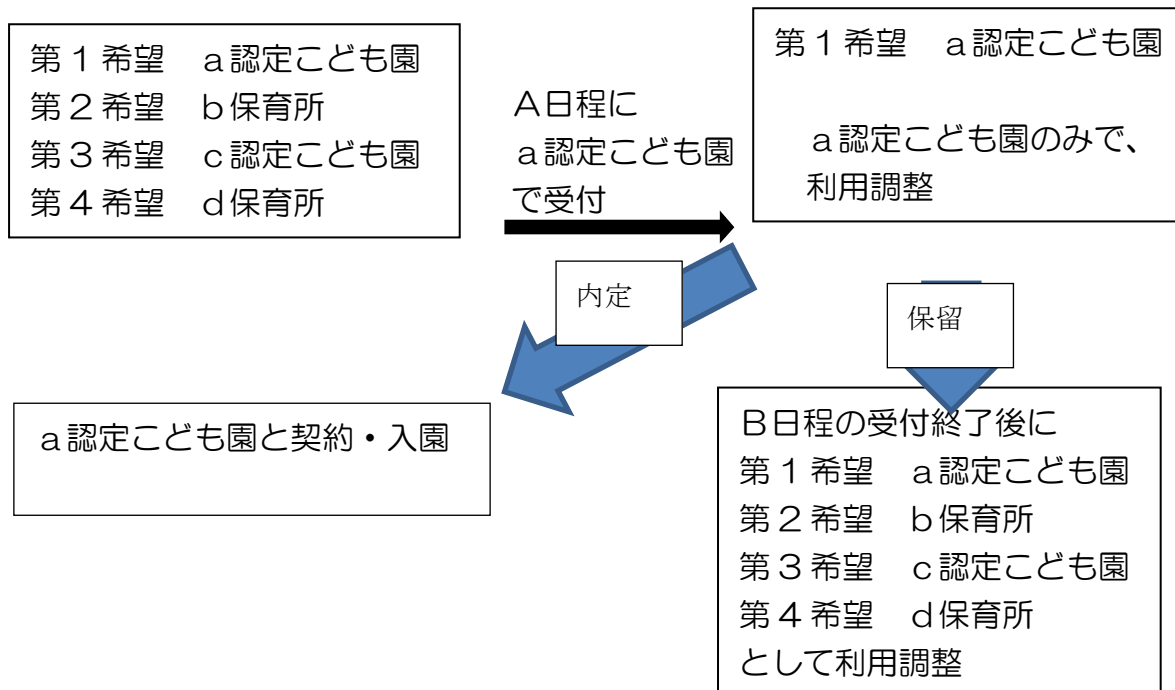 第１希望　ａ認定こども園
第２希望　ｂ保育所
第３希望　ｃ認定こども園
第４希望　ｄ保育所
Ａ日程に
ａ認定こども園
で受付
第１希望　ａ認定こども園
ａ認定こども園のみで、
利用調整
内定
保留
ａ認定こども園と契約・入園
Ｂ日程の受付終了後に
第１希望　ａ認定こども園
第２希望　ｂ保育所
第３希望　ｃ認定こども園
第４希望　ｄ保育所
として利用調整